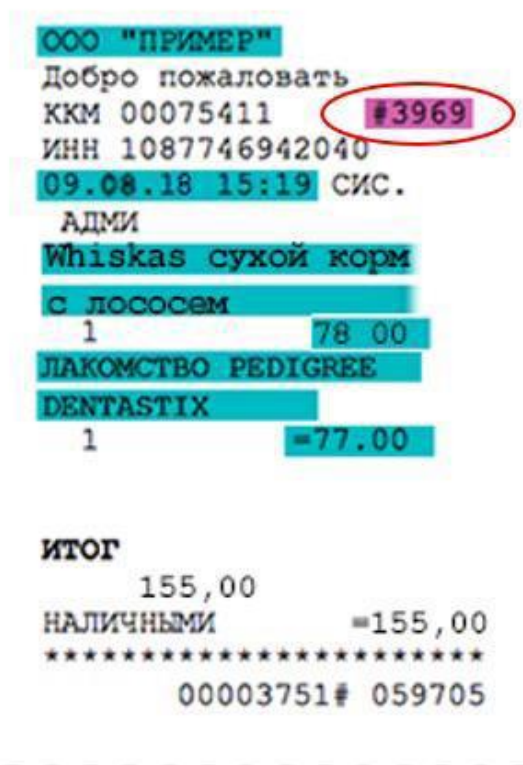 ООО "ПРИМЕР"
Добро пожаловать
ККМ 00075411 #3969
ИНН 1087746942040
09.08.18 15:19 СИС.
АДМИ
Whiskas сухой корм
с лососем
1 78 00
ЛАКОМСТВО PEDIGREE
DENTASTIX
1 =77.00
ИТОГ
155,00
НАЛИЧНЫМИ =155,00
************************
00003751# 059705